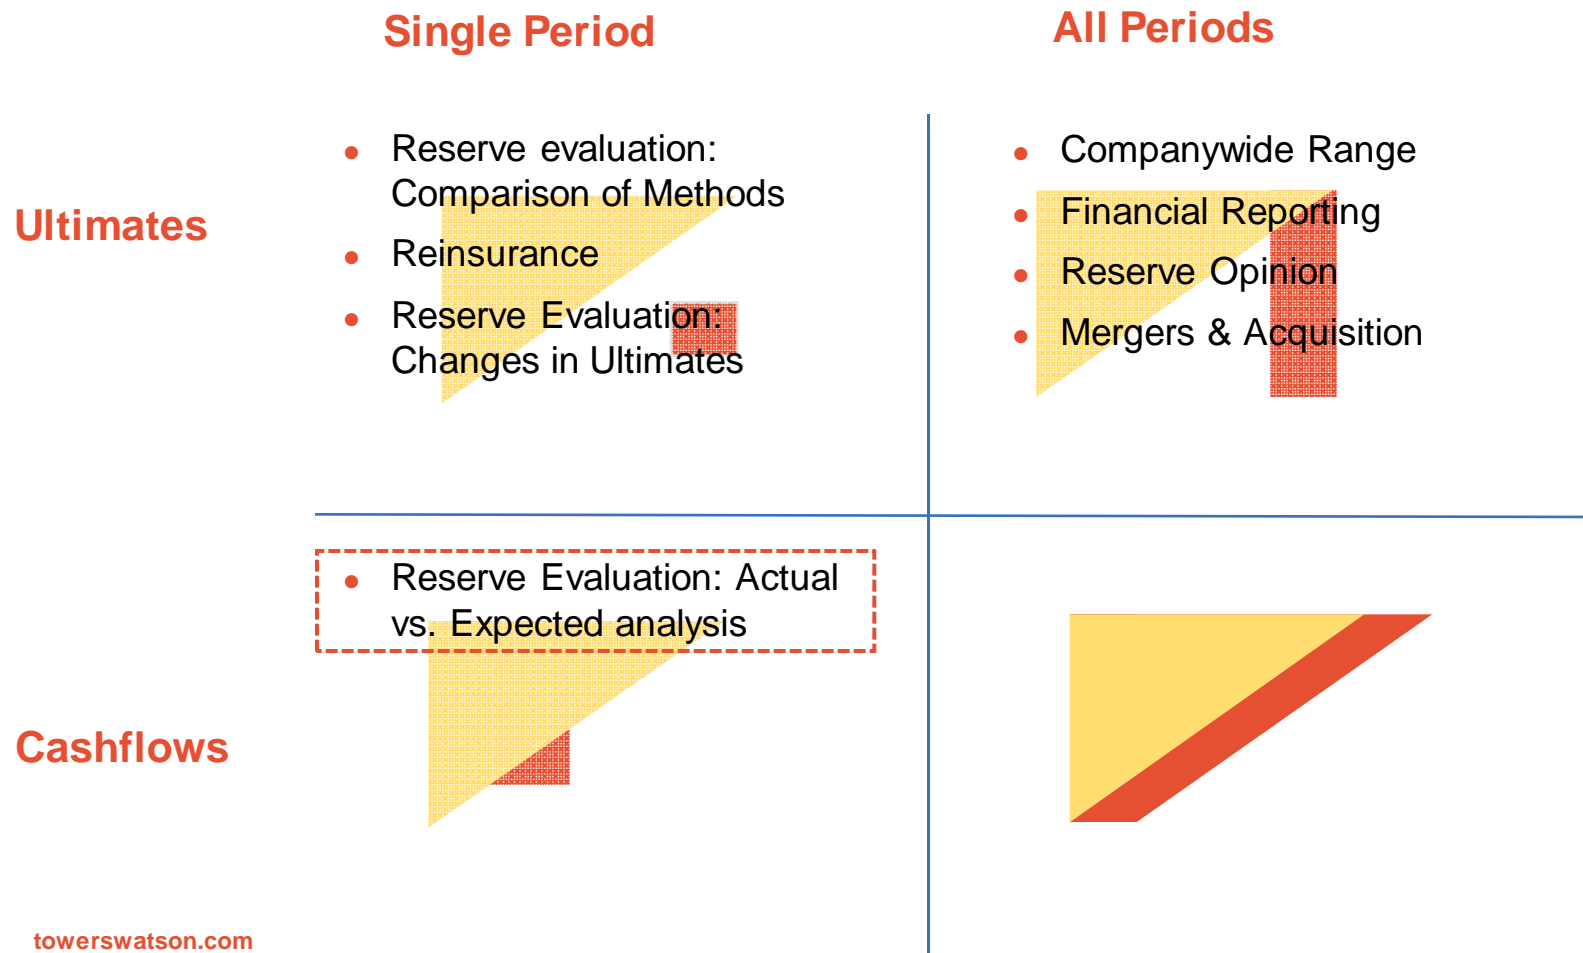 Single Period
All Periods
Ultimates
• Reserve evaluation:
Comparison of Methods
• Reinsurance
• Reserve Evaluation:
Changes in Ultimates
• Companywide Range
• Financial Reporting
• Reserve Opinion
• Mergers & Acquisition
Cashflows
• Reserve Evaluation: Actual
vs. Expected analysis
towerswatson.com